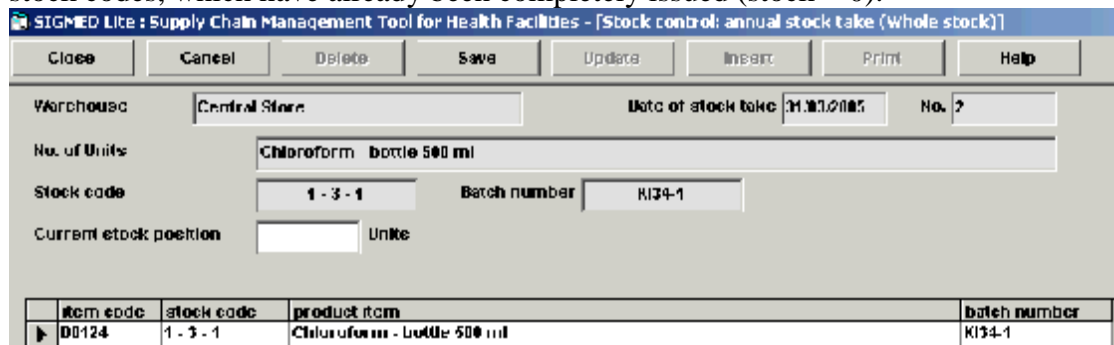 stock codes, which have already been completely issued (stock = 0).
SIGMED Lite : Supply Chain Management Tool for Health Facilities - [Stock control: annual stock take (Whole stock)]
Close Cancel Delete Save Update Insert Print Help
Warehouse Central Store Date of stock take No. 2
No. of Units Chloroform bottle 500 ml
Stock code 1 - 3 - 1 Batch number KI34-1
Current stock position Units
item code stock code product item batch number
D0124 1 - 3 - 1 Chloroform - bottle 500 ml KI34-1